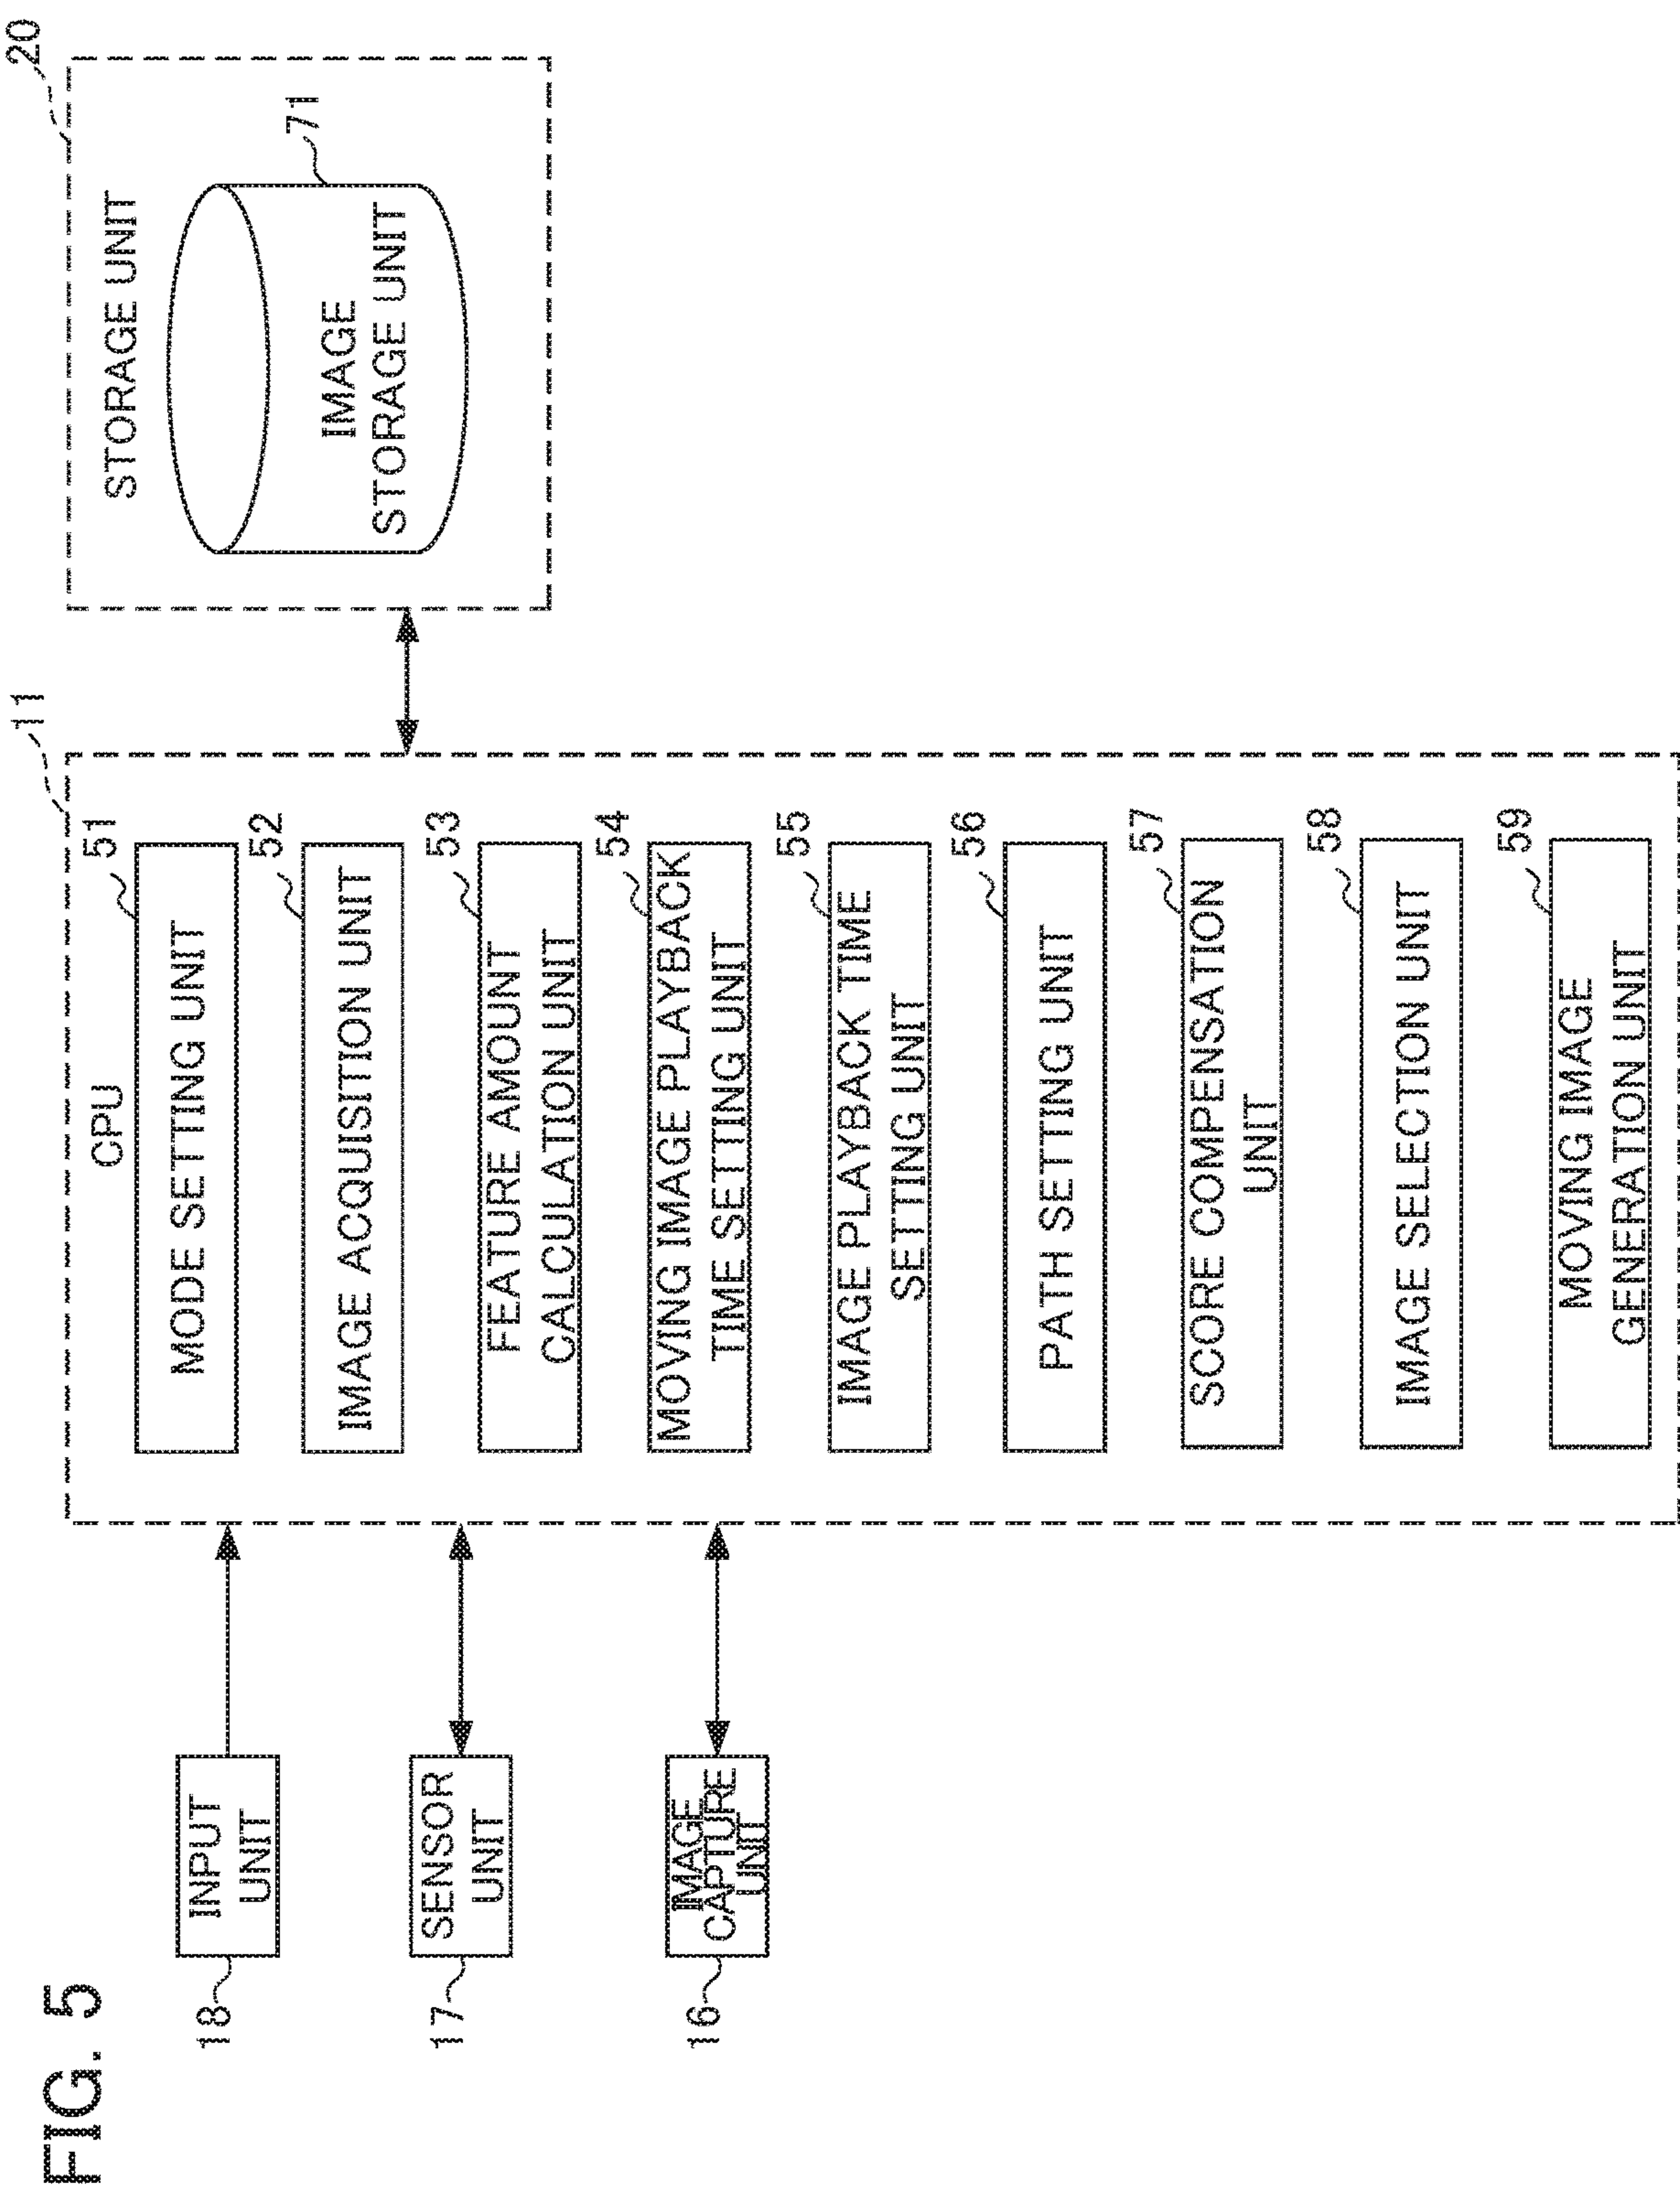 FIG. 5
18
INPUT
UNIT
17
SENSOR
UNIT
16
IMAGE
CAPTURE
UNIT
11
CPU
51
MODE SETTING UNIT
52
IMAGE ACQUISITION UNIT
53
FEATURE AMOUNT
CALCULATION UNIT
54
MOVING IMAGE PLAYBACK
TIME SETTING UNIT
55
IMAGE PLAYBACK TIME
SETTING UNIT
56
PATH SETTING UNIT
57
SCORE COMPENSATION
UNIT
58
IMAGE SELECTION UNIT
59
MOVING IMAGE
GENERATION UNIT
20
STORAGE UNIT
71
IMAGE
STORAGE UNIT